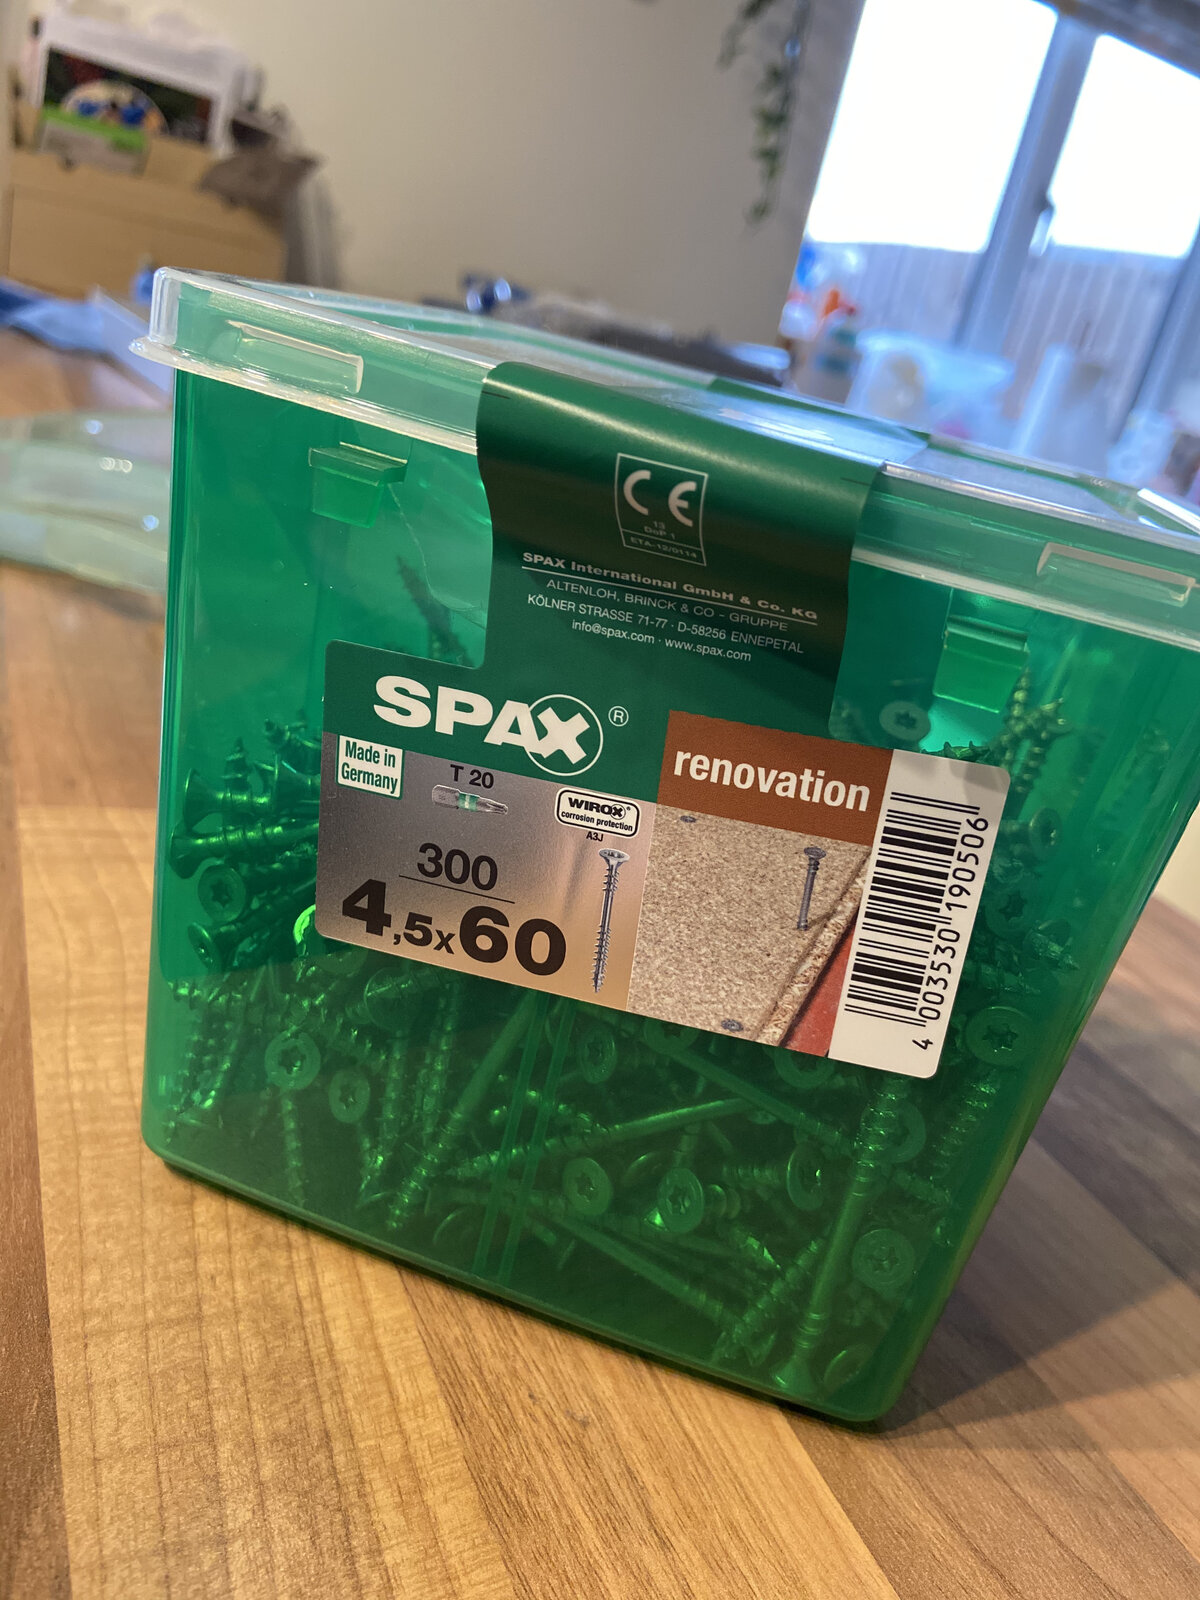 CE
13
DoP 1
ETA-12/0114
SPAX International GmbH & Co. KG
ALTENLOH, BRINCK & CO - GRUPPE
KÖLNER STRASSE 71-77 · D-58256 ENNEPETAL
info@spax.com · www.spax.com
SPAX®
Made in
Germany
T 20
WIROX®
corrosion protection
A3J
300
4,5x60
renovation
4 003530 190506